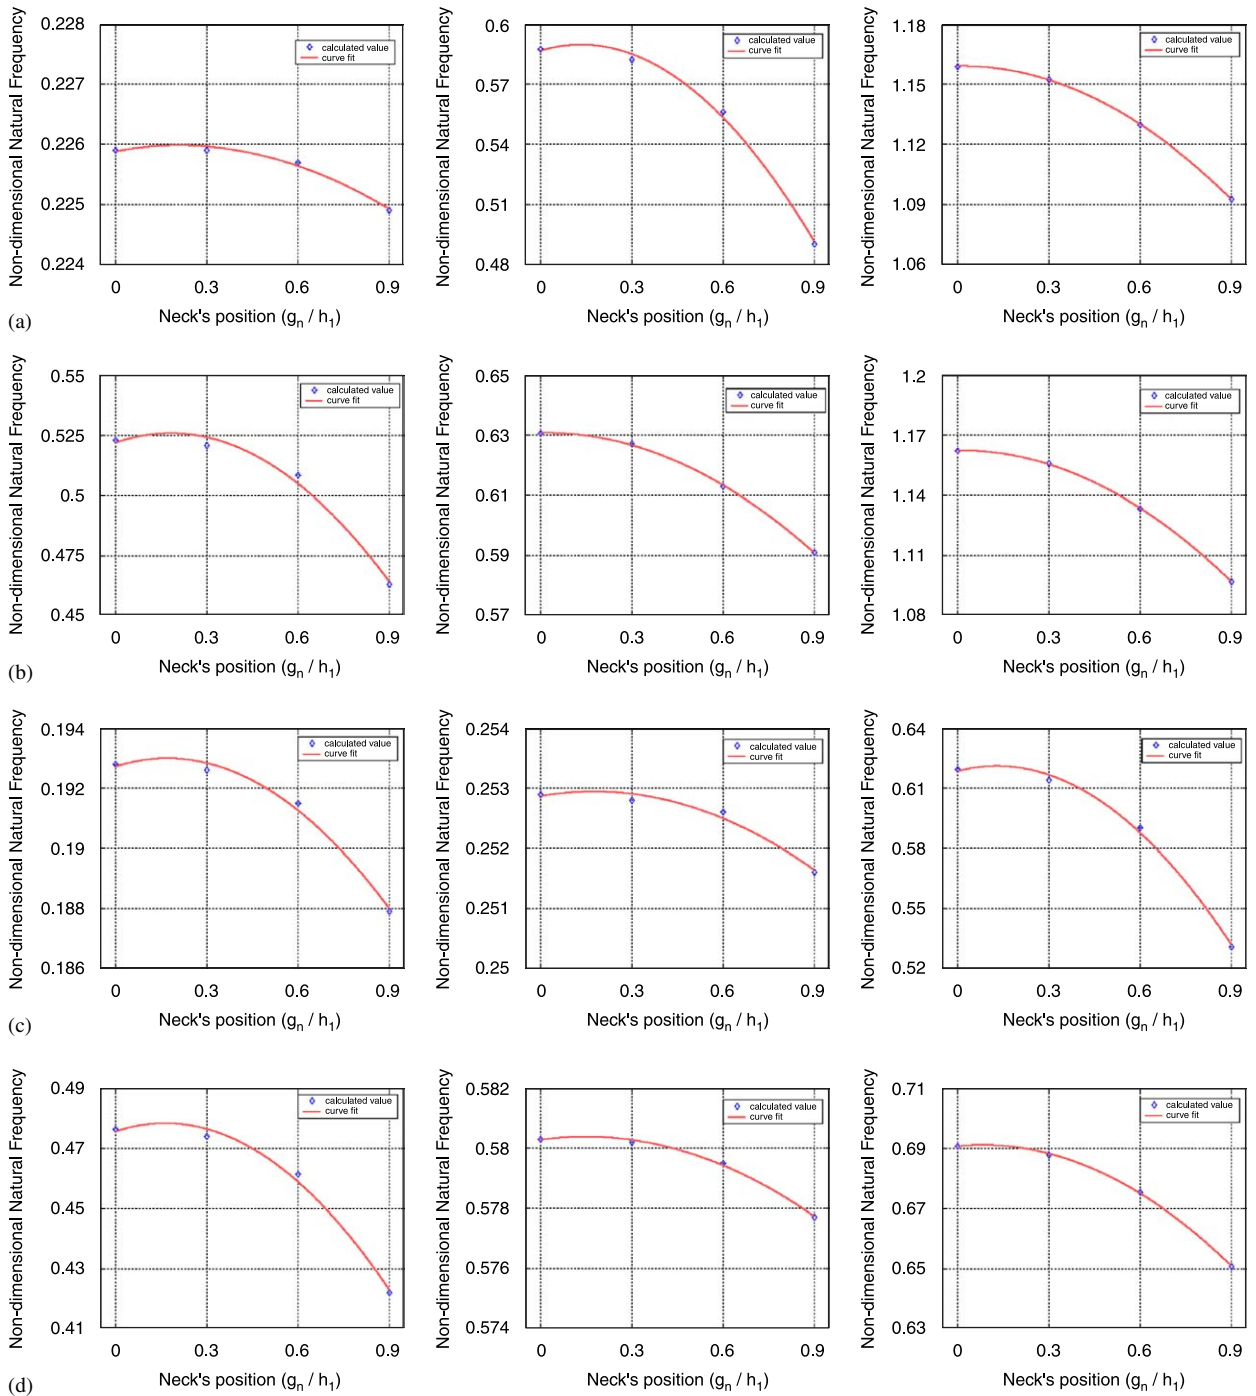 0.228
0.227
0.226
0.225
0.224
Non-dimensional Natural Frequency
calculated value
curve fit
0
0.3
0.6
0.9
Neck's position (gn / h1)
0.6
0.57
0.54
0.51
0.48
Non-dimensional Natural Frequency
calculated value
curve fit
0
0.3
0.6
0.9
Neck's position (gn / h1)
1.18
1.15
1.12
1.09
1.06
Non-dimensional Natural Frequency
calculated value
curve fit
0
0.3
0.6
0.9
Neck's position (gn / h1)
(a)
0.55
0.525
0.5
0.475
0.45
Non-dimensional Natural Frequency
calculated value
curve fit
0
0.3
0.6
0.9
Neck's position (gn / h1)
0.65
0.63
0.61
0.59
0.57
Non-dimensional Natural Frequency
calculated value
curve fit
0
0.3
0.6
0.9
Neck's position (gn / h1)
1.2
1.17
1.14
1.11
1.08
Non-dimensional Natural Frequency
calculated value
curve fit
0
0.3
0.6
0.9
Neck's position (gn / h1)
(b)
0.194
0.192
0.19
0.188
0.186
Non-dimensional Natural Frequency
calculated value
curve fit
0
0.3
0.6
0.9
Neck's position (gn / h1)
0.254
0.253
0.252
0.251
0.25
Non-dimensional Natural Frequency
calculated value
curve fit
0
0.3
0.6
0.9
Neck's position (gn / h1)
0.64
0.61
0.58
0.55
0.52
Non-dimensional Natural Frequency
calculated value
curve fit
0
0.3
0.6
0.9
Neck's position (gn / h1)
(c)
0.49
0.47
0.45
0.43
0.41
Non-dimensional Natural Frequency
calculated value
curve fit
0
0.3
0.6
0.9
Neck's position (gn / h1)
0.582
0.58
0.578
0.576
0.574
Non-dimensional Natural Frequency
calculated value
curve fit
0
0.3
0.6
0.9
Neck's position (gn / h1)
0.71
0.69
0.67
0.65
0.63
Non-dimensional Natural Frequency
calculated value
curve fit
0
0.3
0.6
0.9
Neck's position (gn / h1)
(d)